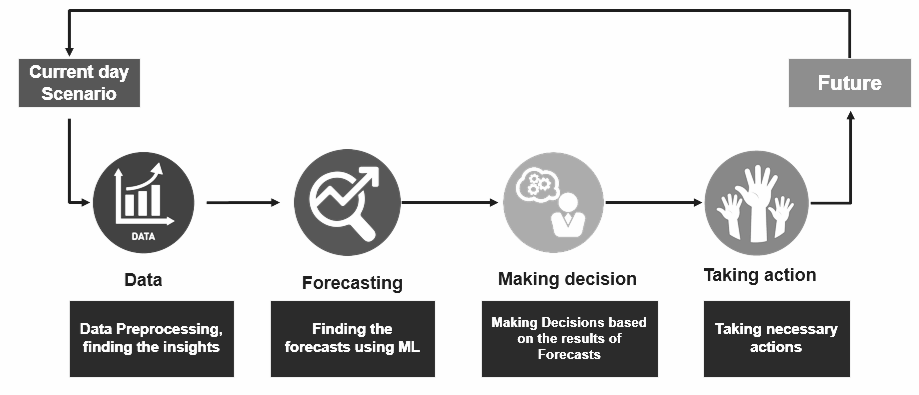 Current day
Scenario
Future
DATA
Data
Forecasting
Making decision
Taking action
Data Preprocessing,
finding the insights
Finding the
forecasts using ML
Making Decisions based
on the results of
Forecasts
Taking necessary
actions